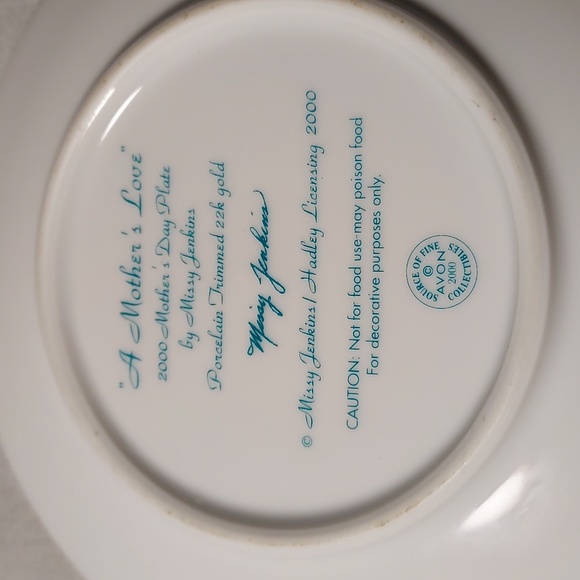 "A Mother's Love"
2000 Mother's Day Plate
by Missy Jenkins
Porcelain Trimmed 22k gold
Missy Jenkins
© Missy Jenkins/Hadley Licensing 2000
CAUTION: Not for food use-may poison food
For decorative purposes only.
SOURCE OF FINE
©
AVON
2000
COLLECTIBLES